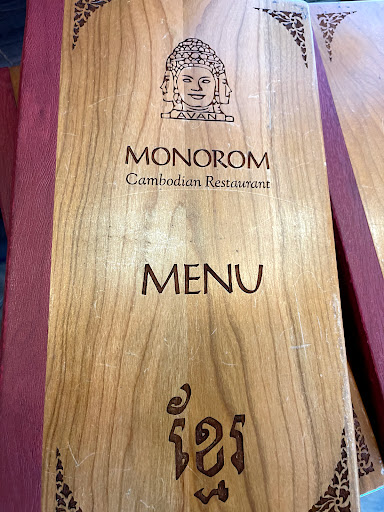 AVAN
MONOROM
Cambodian Restaurant
MENU
ខ្មែរ